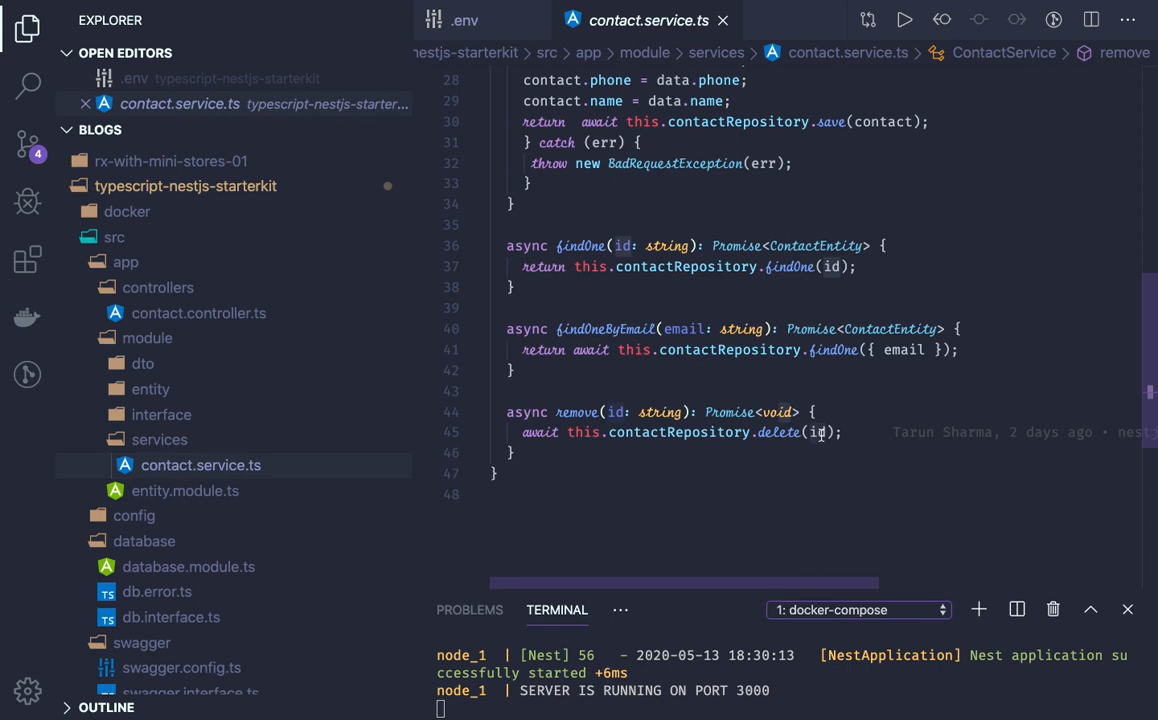 EXPLORER
OPEN EDITORS
.env typescript-nestjs-starterkit
contact.service.ts typescript-nestjs-starter...
4
BLOGS
rx-with-mini-stores-01
typescript-nestjs-starterkit
docker
src
app
controllers
contact.controller.ts
module
dto
entity
interface
services
contact.service.ts
entity.module.ts
config
database
database.module.ts
TS db.error.ts
TS db.interface.ts
swagger
swagger.config.ts
swagger.interface.ts
OUTLINE
.env
contact.service.ts
nestjs-starterkit > src > app > module > services > contact.service.ts > ContactService > remove
28 contact.phone = data.phone;
29 contact.name = data.name;
30 return await this.contactRepository.save(contact);
31 } catch (err) {
32 throw new BadRequestException(err);
33 }
34 }
35
36 async findOne(id: string): Promise<ContactEntity> {
37 return this.contactRepository.findOne(id);
38 }
39
40 async findOneByEmail(email: string): Promise<ContactEntity> {
41 return await this.contactRepository.findOne({ email });
42 }
43
44 async remove(id: string): Promise<void> {
45 await this.contactRepository.delete(id); Tarun Sharma, 2 days ago • nestj
46 }
47 }
48
PROBLEMS TERMINAL ··· 1: docker-compose
node_1 | [Nest] 56 - 2020-05-13 18:30:13 [NestApplication] Nest application su
ccessfully started +6ms
node_1 | SERVER IS RUNNING ON PORT 3000